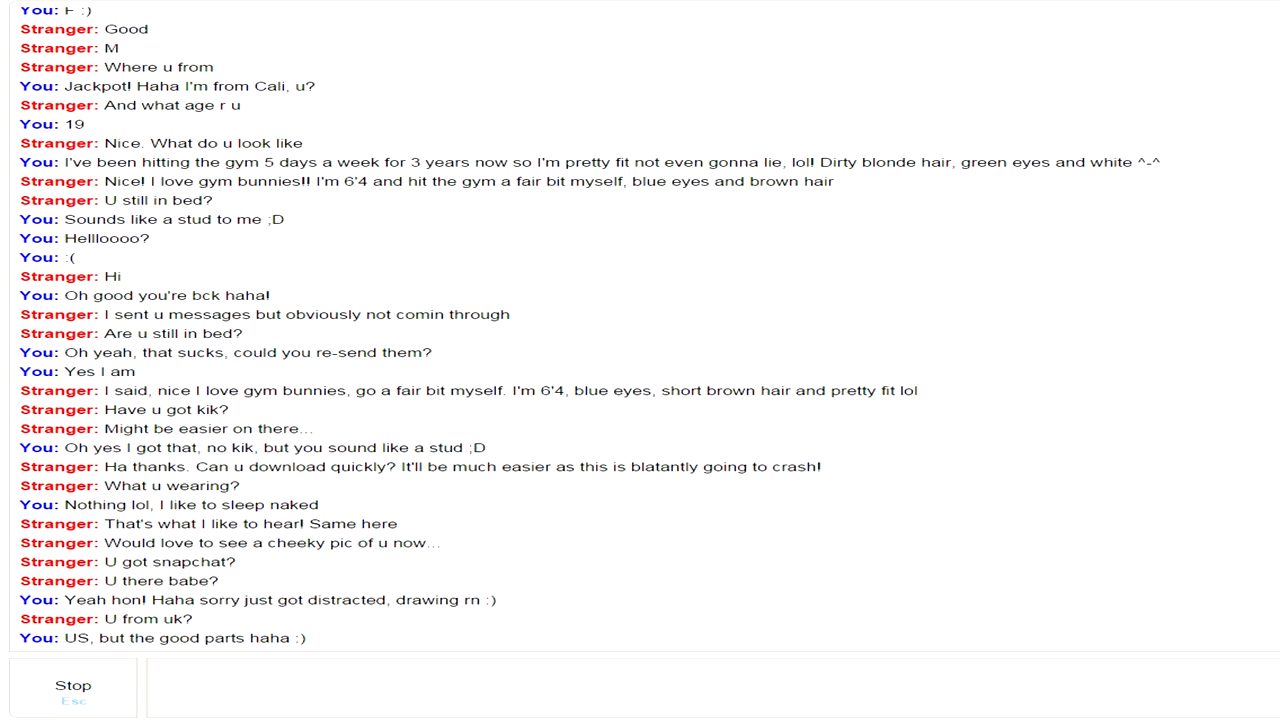 You: F :)
Stranger: Good
Stranger: M
Stranger: Where u from
You: Jackpot! Haha I'm from Cali, u?
Stranger: And what age r u
You: 19
Stranger: Nice. What do u look like
You: I've been hitting the gym 5 days a week for 3 years now so I'm pretty fit not even gonna lie, lol! Dirty blonde hair, green eyes and white ^-^
Stranger: Nice! I love gym bunnies!! I'm 6'4 and hit the gym a fair bit myself, blue eyes and brown hair
Stranger: U still in bed?
You: Sounds like a stud to me ;D
You: Hellloooo?
You: :(
Stranger: Hi
You: Oh good you're bck haha!
Stranger: I sent u messages but obviously not comin through
Stranger: Are u still in bed?
You: Oh yeah, that sucks, could you re-send them?
You: Yes I am
Stranger: I said, nice I love gym bunnies, go a fair bit myself. I'm 6'4, blue eyes, short brown hair and pretty fit lol
Stranger: Have u got kik?
Stranger: Might be easier on there...
You: Oh yes I got that, no kik, but you sound like a stud ;D
Stranger: Ha thanks. Can u download quickly? It'll be much easier as this is blatantly going to crash!
Stranger: What u wearing?
You: Nothing lol, I like to sleep naked
Stranger: That's what I like to hear! Same here
Stranger: Would love to see a cheeky pic of u now...
Stranger: U got snapchat?
Stranger: U there babe?
You: Yeah hon! Haha sorry just got distracted, drawing rn :)
Stranger: U from uk?
You: US, but the good parts haha :)
Stop
Esc